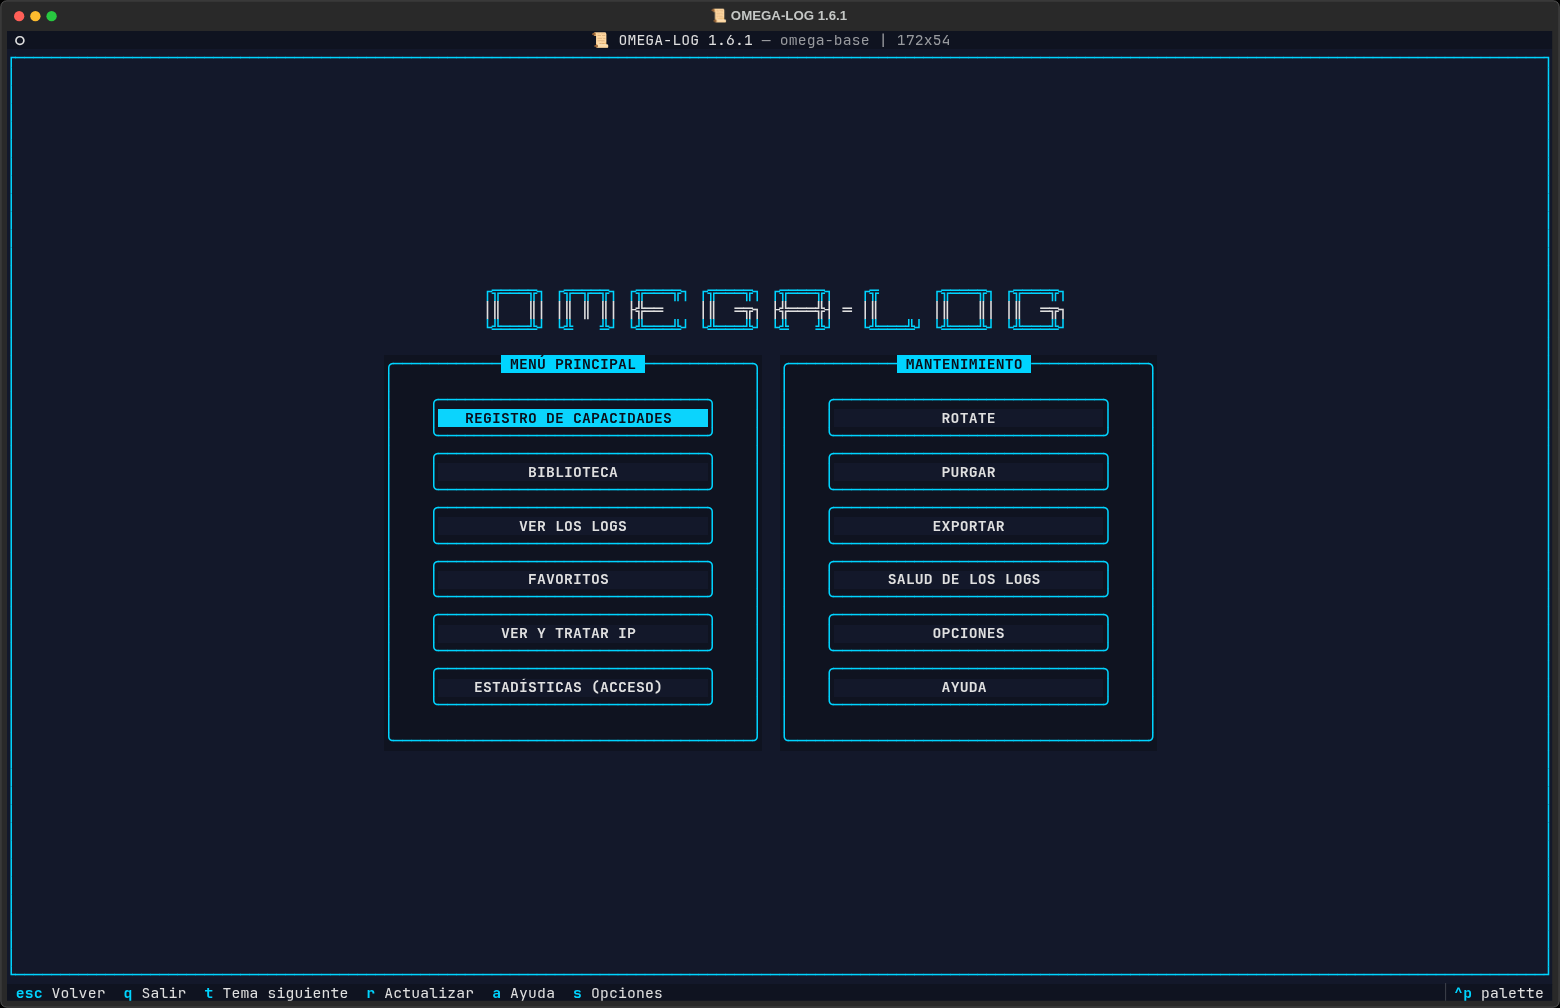 📜 OMEGA-LOG 1.6.1
📜 OMEGA-LOG 1.6.1 — omega-base | 172x54
OMEGA-LOG
MENÚ PRINCIPAL
REGISTRO DE CAPACIDADES
BIBLIOTECA
VER LOS LOGS
FAVORITOS
VER Y TRATAR IP
ESTADÍSTICAS (ACCESO)
MANTENIMIENTO
ROTATE
PURGAR
EXPORTAR
SALUD DE LOS LOGS
OPCIONES
AYUDA
esc Volver q Salir t Tema siguiente r Actualizar a Ayuda s Opciones ^p palette